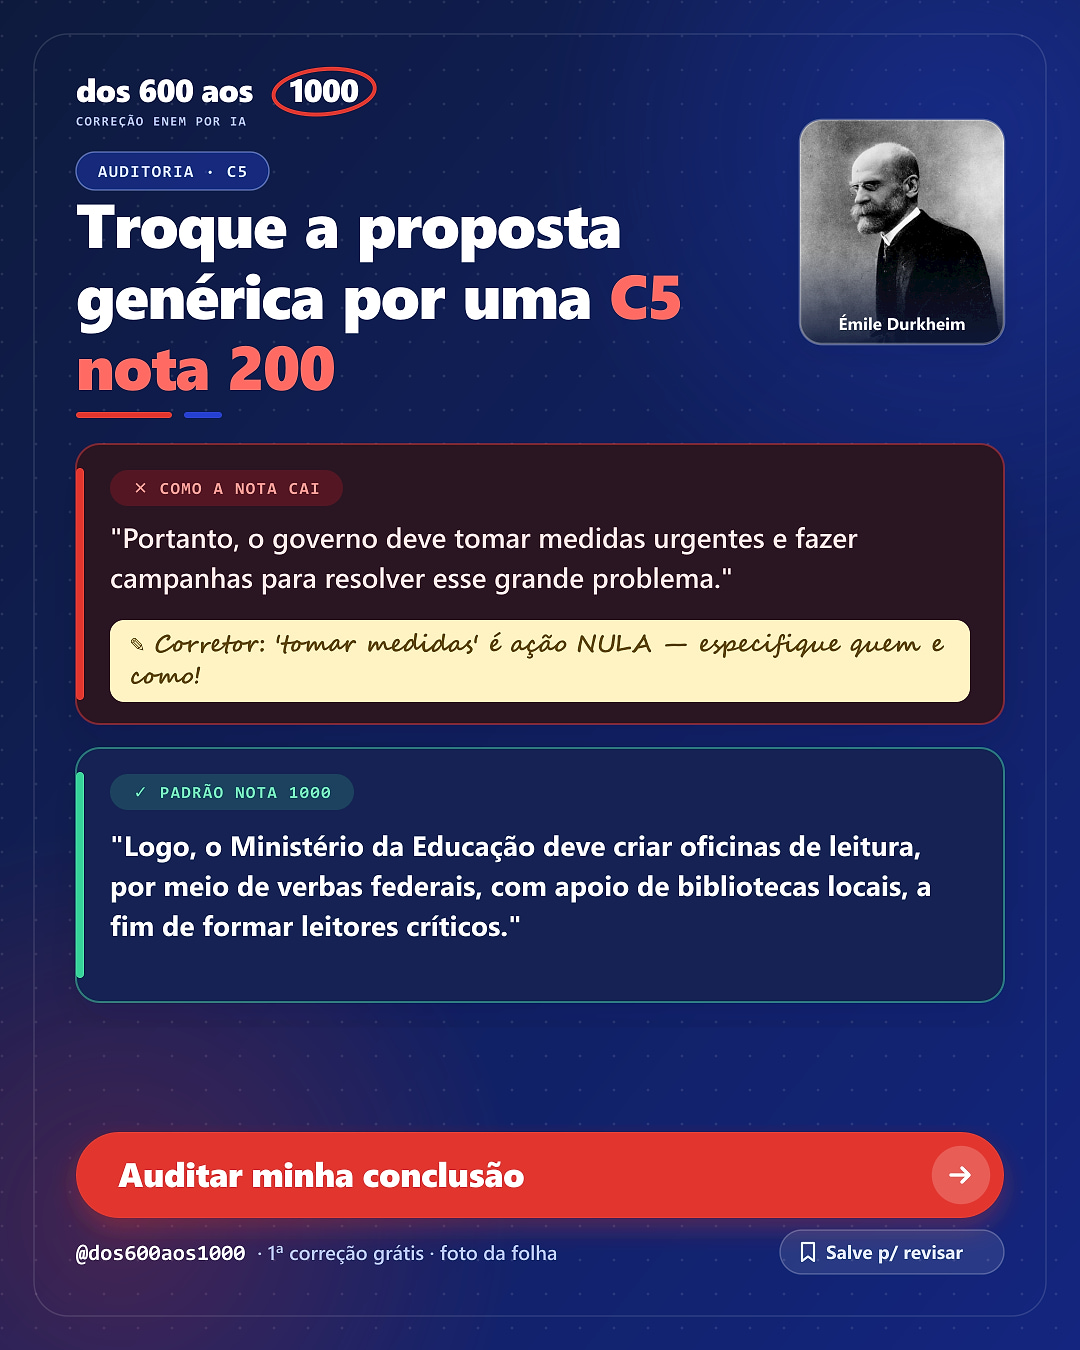 dos 600 aos 1000
CORREÇÃO ENEM POR IA
AUDITORIA · C5
Troque a proposta
genérica por uma C5
nota 200
Émile Durkheim
✕ COMO A NOTA CAI
"Portanto, o governo deve tomar medidas urgentes e fazer
campanhas para resolver esse grande problema."
✎ Corretor: 'tomar medidas' é ação NULA — especifique quem e
como!
✓ PADRÃO NOTA 1000
"Logo, o Ministério da Educação deve criar oficinas de leitura,
por meio de verbas federais, com apoio de bibliotecas locais, a
fim de formar leitores críticos."
Auditar minha conclusão →
@dos600aos1000 · 1ª correção grátis · foto da folha
Salve p/ revisar